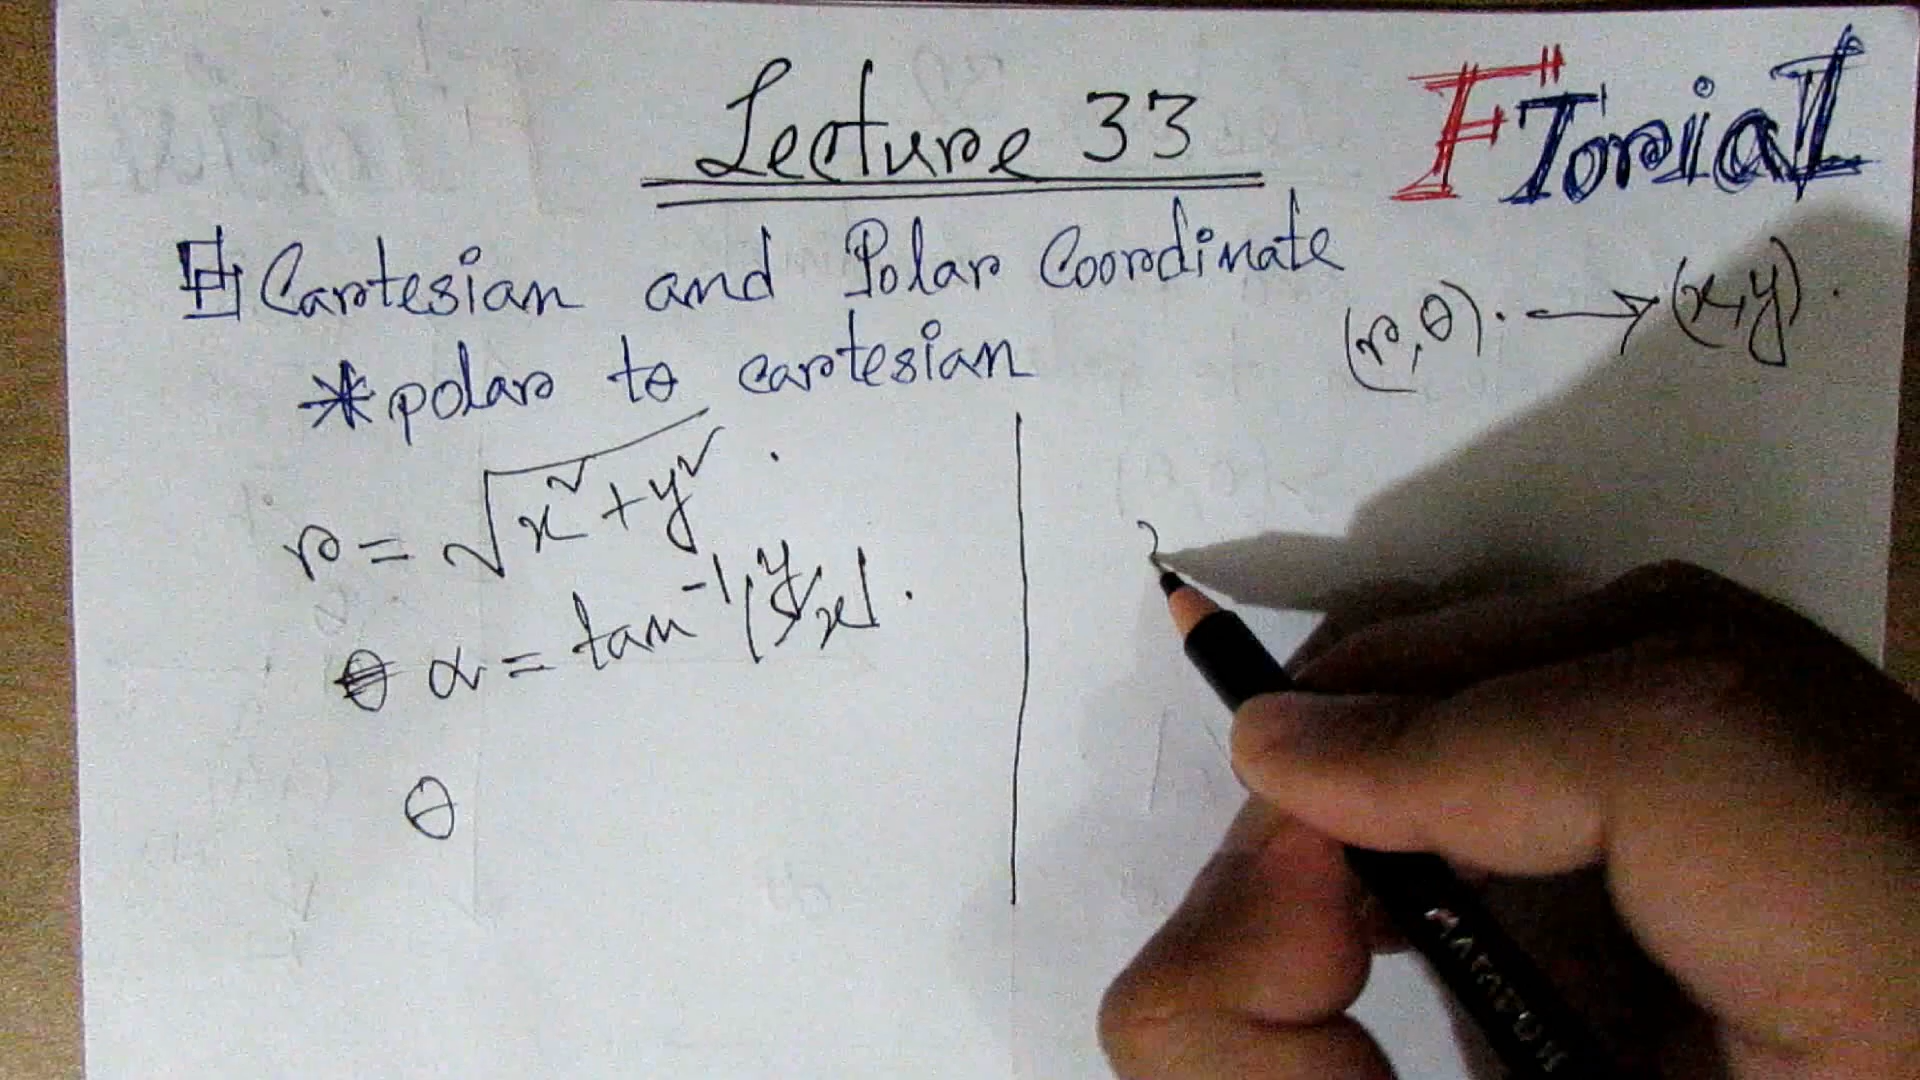 Lecture 33
FTorial
Cartesian and Polar Coordinate
(r, θ). → (x, y).
*polar to cartesian
r = √x²+y² .
θ α = tan⁻¹|y/x| .
θ